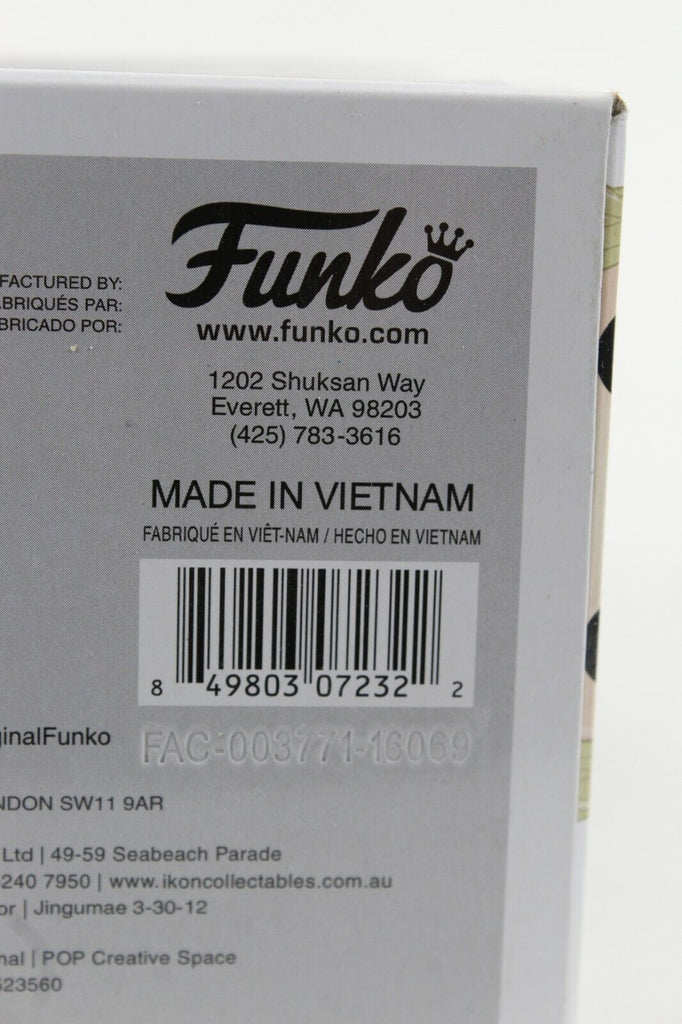 Funko
www.funko.com
FACTURED BY:
ABRIQUÉS PAR:
BRICADO POR:
1202 Shuksan Way
Everett, WA 98203
(425) 783-3616
MADE IN VIETNAM
FABRIQUÉ EN VIÊT-NAM / HECHO EN VIETNAM
8 49803 07232 2
FAC-003771-16069
ginalFunko
NDON SW11 9AR
Ltd | 49-59 Seabeach Parade
240 7950 | www.ikoncollectables.com.au
or | Jingumae 3-30-12
nal | POP Creative Space
523560